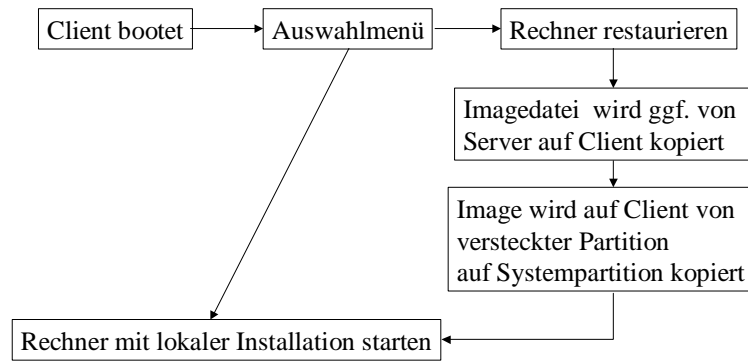 Client bootet
Auswahlmenü
Rechner restaurieren
Imagedatei wird ggf. von
Server auf Client kopiert
Image wird auf Client von
versteckter Partition
auf Systempartition kopiert
Rechner mit lokaler Installation starten